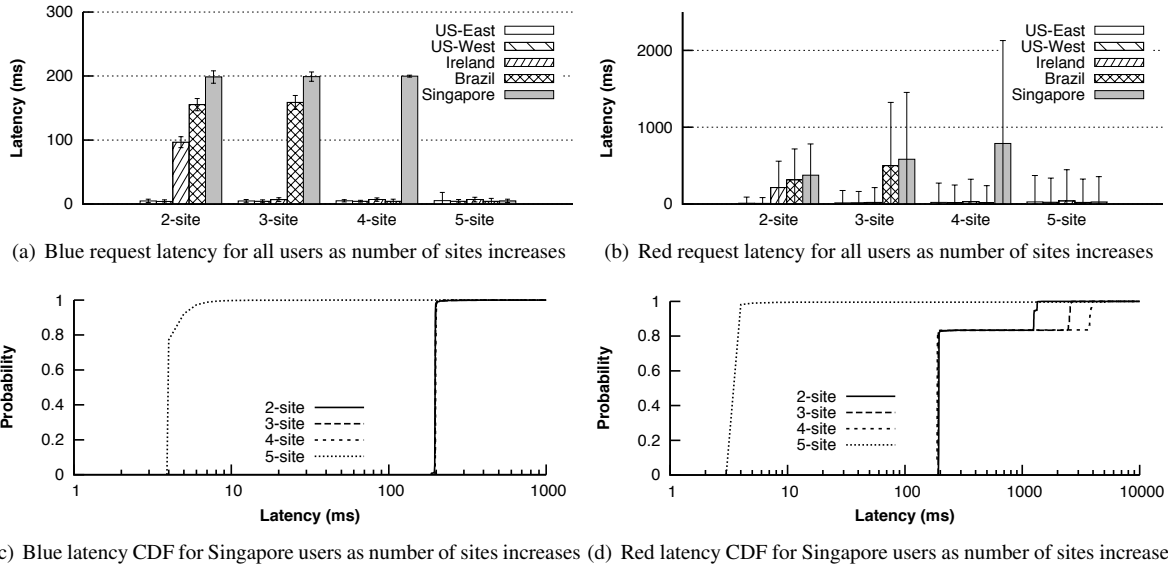 300
200
100
0
Latency (ms)
US-East
US-West
Ireland
Brazil
Singapore
2-site 3-site 4-site 5-site
(a) Blue request latency for all users as number of sites increases
2000
1000
0
Latency (ms)
US-East
US-West
Ireland
Brazil
Singapore
2-site 3-site 4-site 5-site
(b) Red request latency for all users as number of sites increases
1
0.8
0.6
0.4
0.2
0
Probability
2-site
3-site
4-site
5-site
1 10 100 1000
Latency (ms)
c) Blue latency CDF for Singapore users as number of sites increases
1
0.8
0.6
0.4
0.2
0
Probability
2-site
3-site
4-site
5-site
1 10 100 1000 10000
Latency (ms)
(d) Red latency CDF for Singapore users as number of sites increase